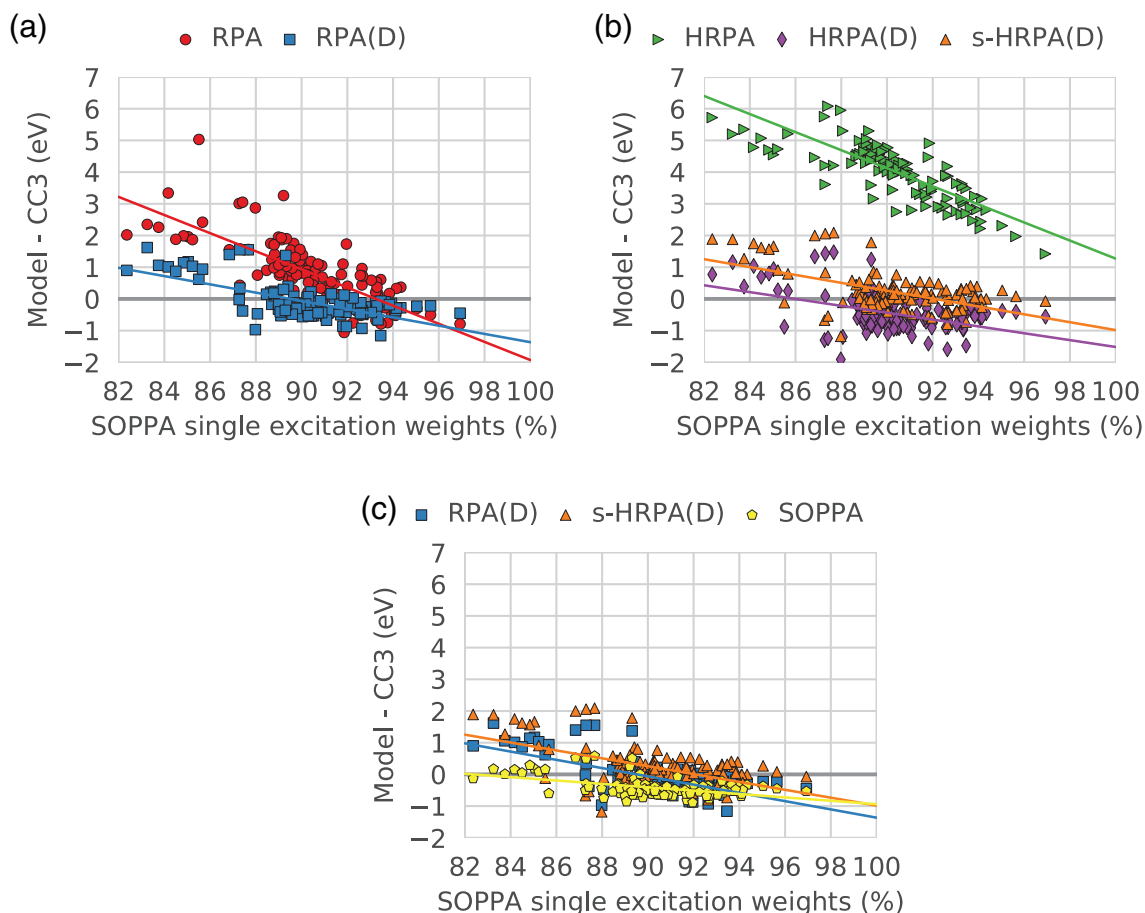 (a)
RPA RPA(D)
7
6
5
4
3
2
1
0
−1
−2
Model - CC3 (eV)
82 84 86 88 90 92 94 96 98 100
SOPPA single excitation weights (%)
(b)
HRPA HRPA(D) s-HRPA(D)
7
6
5
4
3
2
1
0
−1
−2
Model - CC3 (eV)
82 84 86 88 90 92 94 96 98 100
SOPPA single excitation weights (%)
(c)
RPA(D) s-HRPA(D) SOPPA
7
6
5
4
3
2
1
0
−1
−2
Model - CC3 (eV)
82 84 86 88 90 92 94 96 98 100
SOPPA single excitation weights (%)